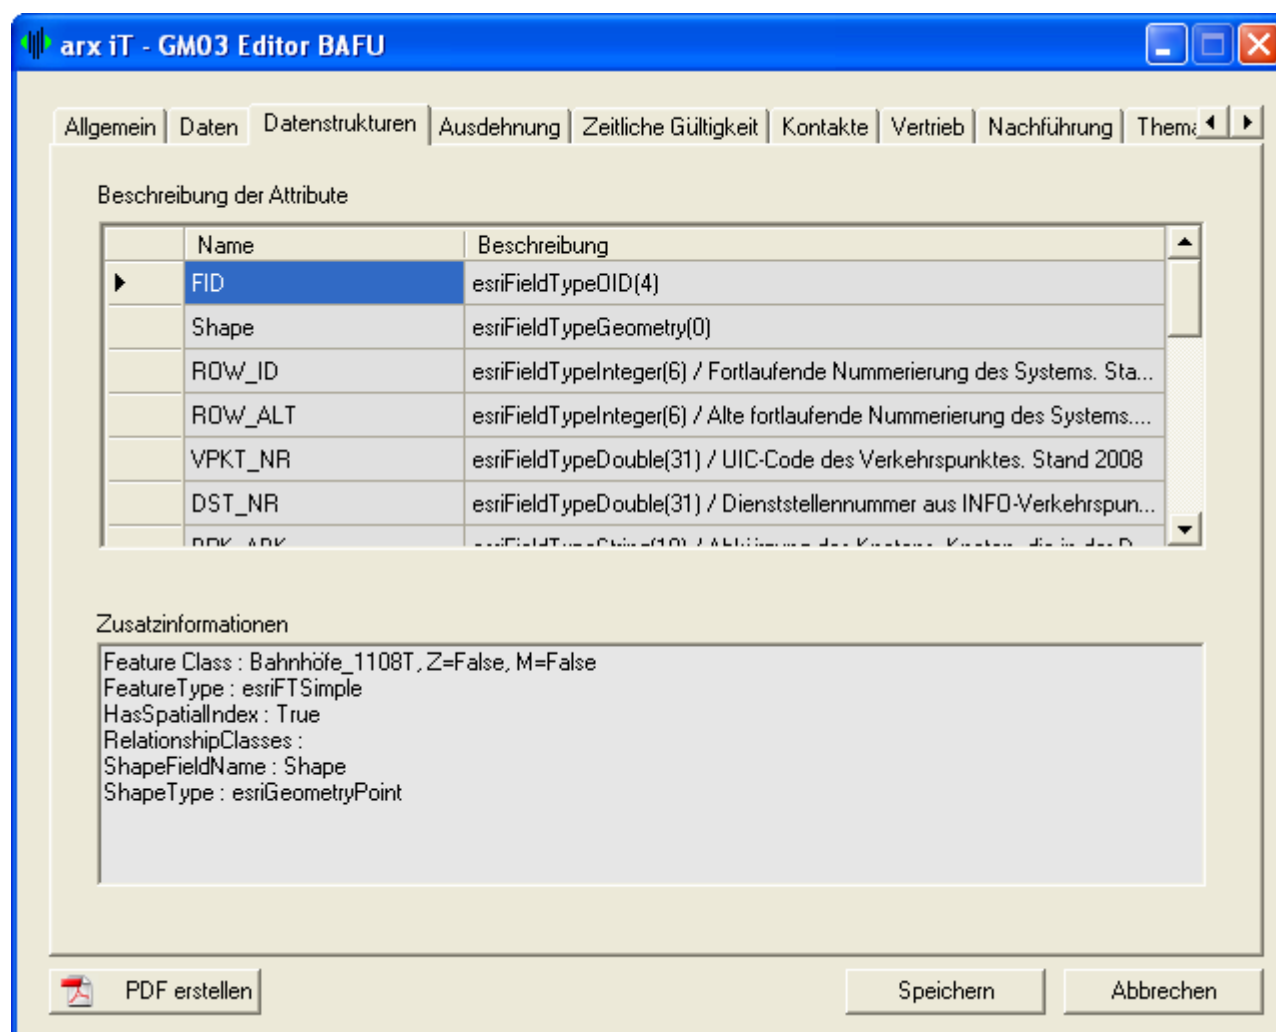 arx iT - GM03 Editor BAFU
Allgemein Daten Datenstrukturen Ausdehnung Zeitliche Gültigkeit Kontakte Vertrieb Nachführung Thema
Beschreibung der Attribute
Name Beschreibung
FID esriFieldTypeOID(4)
Shape esriFieldTypeGeometry(0)
ROW_ID esriFieldTypeInteger(6) / Fortlaufende Nummerierung des Systems. Sta...
ROW_ALT esriFieldTypeInteger(6) / Alte fortlaufende Nummerierung des Systems....
VPKT_NR esriFieldTypeDouble(31) / UIC-Code des Verkehrspunktes. Stand 2008
DST_NR esriFieldTypeDouble(31) / Dienststellennummer aus INFO-Verkehrspun...
Zusatzinformationen
Feature Class : Bahnhöfe_1108T, Z=False, M=False
FeatureType : esriFTSimple
HasSpatialIndex : True
RelationshipClasses :
ShapeFieldName : Shape
ShapeType : esriGeometryPoint
PDF erstellen Speichern Abbrechen